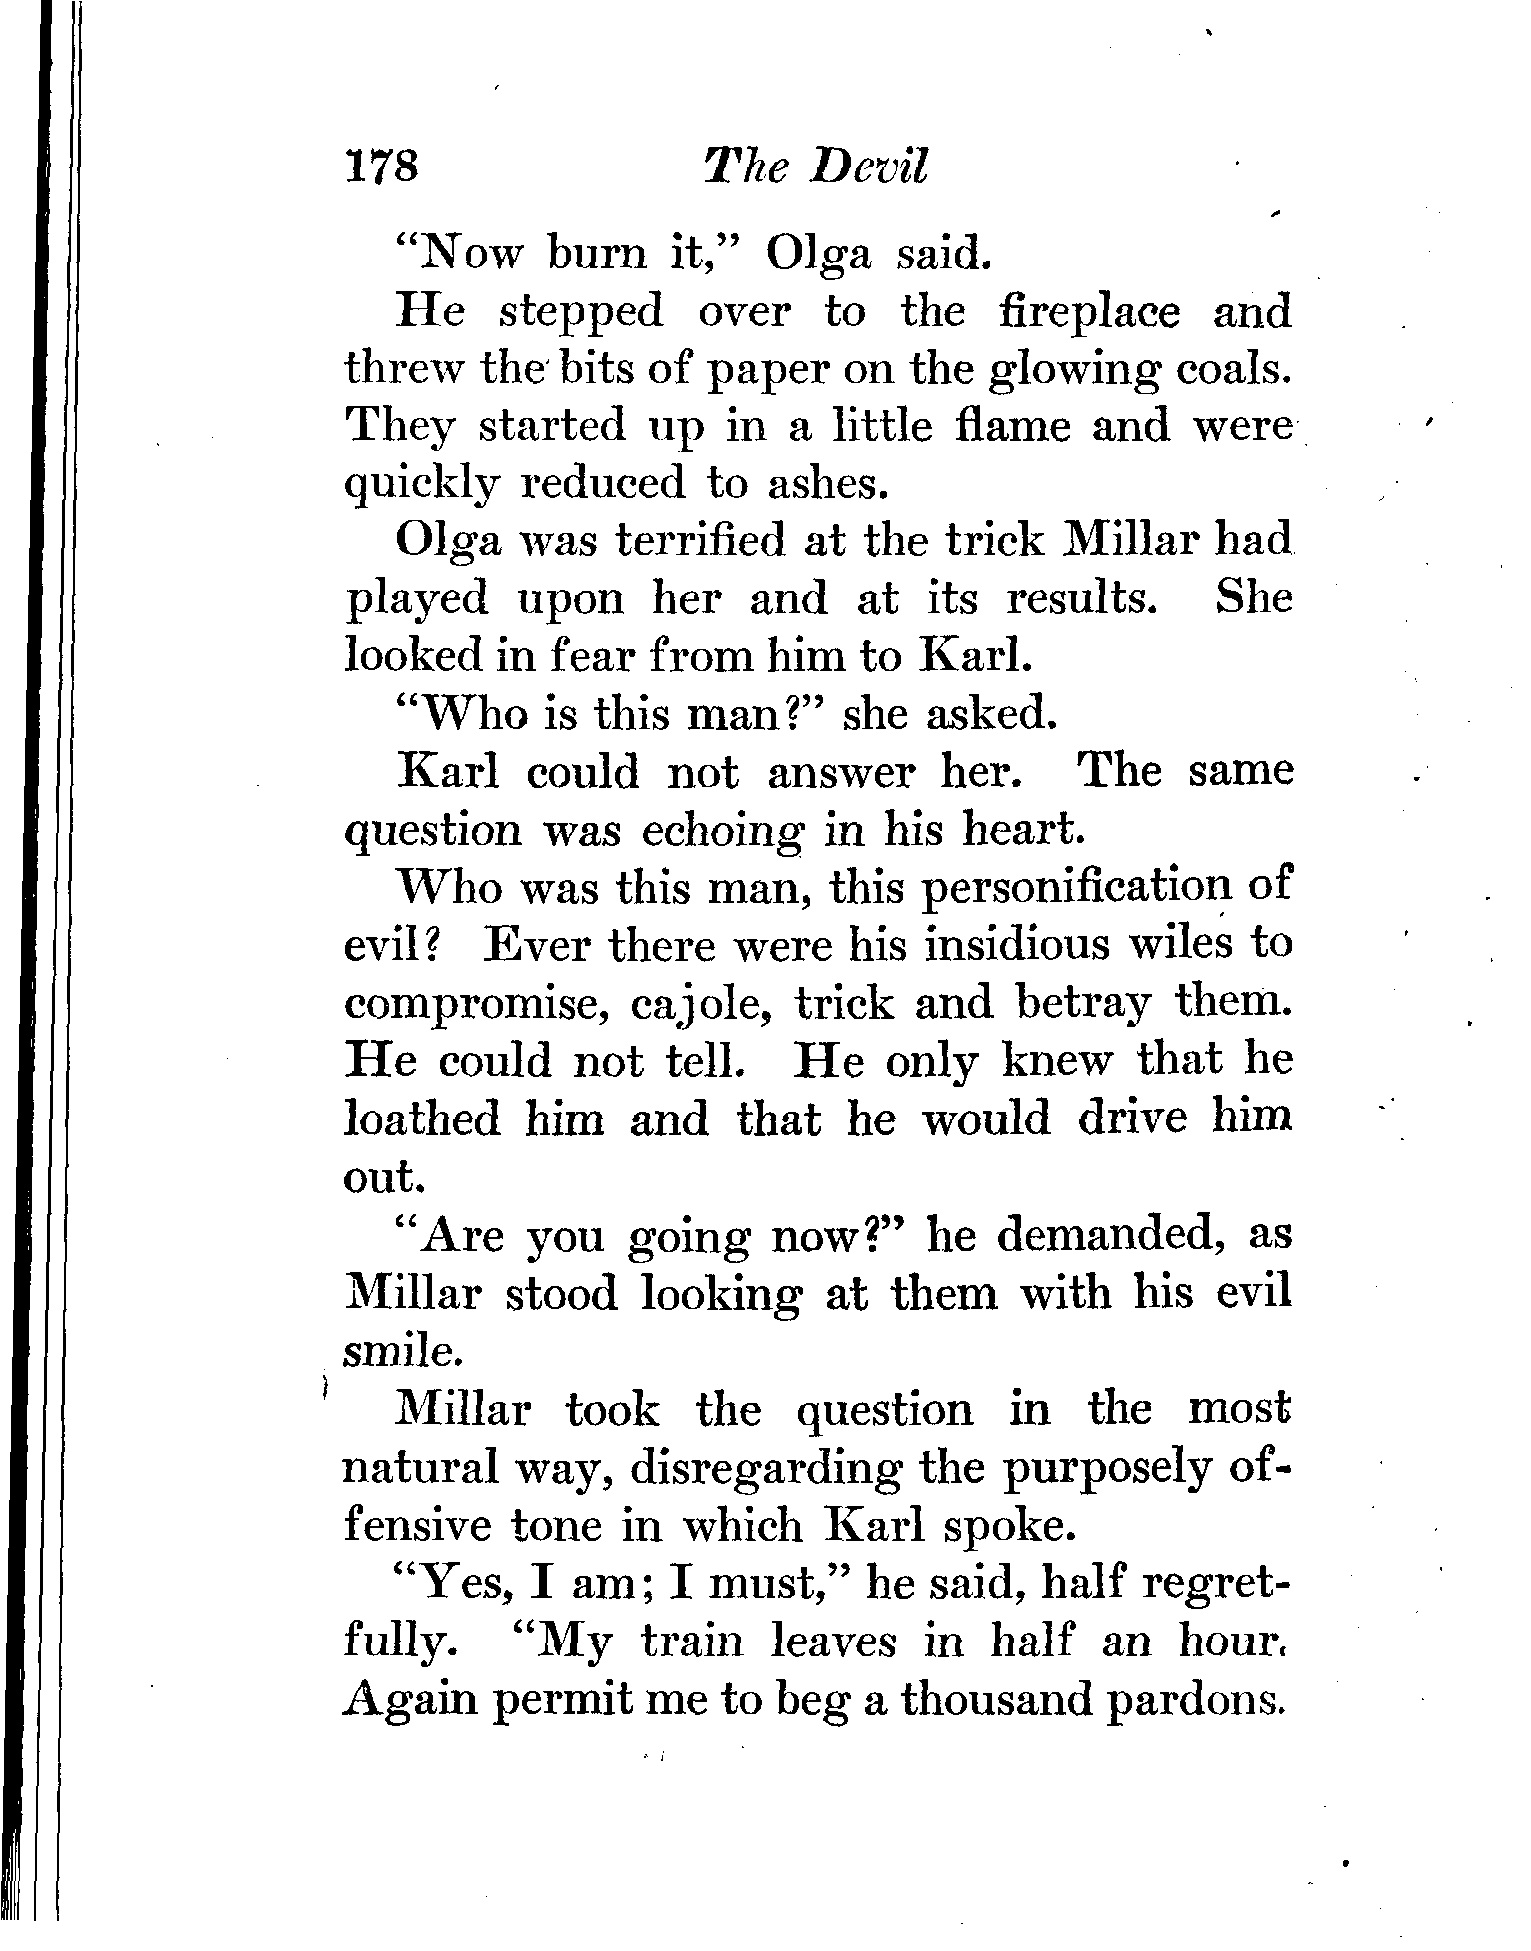 178 The Devil
“Now burn it,” Olga said.
He stepped over to the fireplace and
threw the bits of paper on the glowing coals.
They started up in a little flame and were
quickly reduced to ashes.
Olga was terrified at the trick Millar had
played upon her and at its results. She
looked in fear from him to Karl.
“Who is this man?” she asked.
Karl could not answer her. The same
question was echoing in his heart.
Who was this man, this personification of
evil? Ever there were his insidious wiles to
compromise, cajole, trick and betray them.
He could not tell. He only knew that he
loathed him and that he would drive him
out.
“Are you going now?” he demanded, as
Millar stood looking at them with his evil
smile.
Millar took the question in the most
natural way, disregarding the purposely of-
fensive tone in which Karl spoke.
“Yes, I am; I must,” he said, half regret-
fully. “My train leaves in half an hour.
Again permit me to beg a thousand pardons.